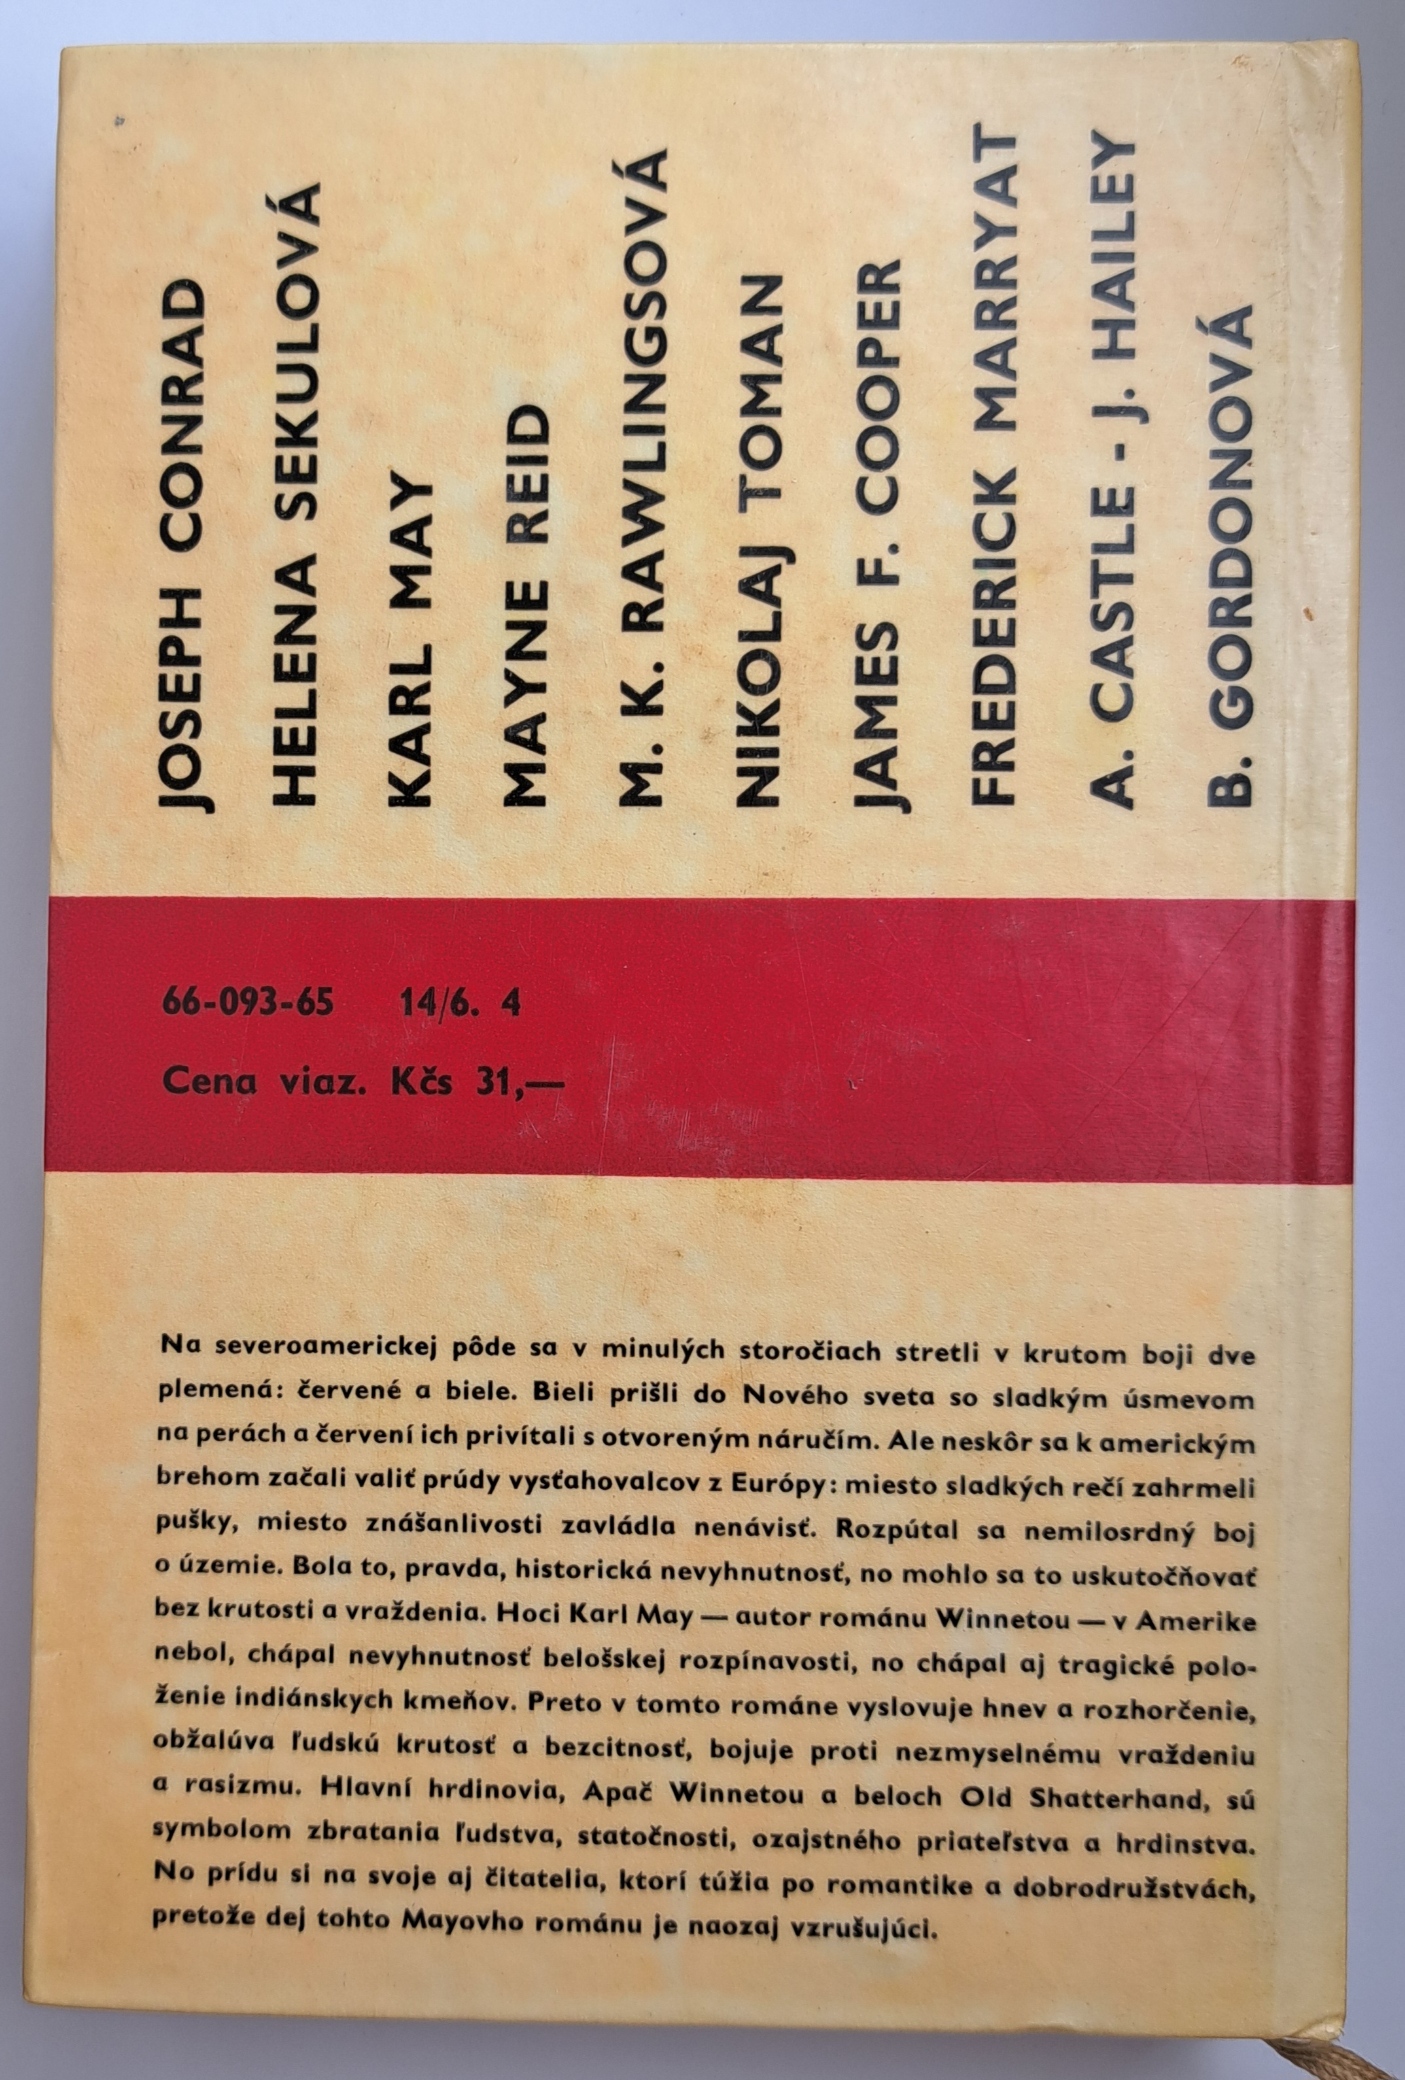 JOSEPH CONRAD
HELENA SEKULOVÁ
KARL MAY
MAYNE REID
M. K. RAWLINGSOVÁ
NIKOLAJ TOMAN
JAMES F. COOPER
FREDERICK MARRYAT
A. CASTLE - J. HAILEY
B. GORDONOVÁ
66-093-65 14/6. 4
Cena viaz. Kčs 31,—
Na severoamerickej pôde sa v minulých storočiach stretli v krutom boji dve
plemená: červené a biele. Bieli prišli do Nového sveta so sladkým úsmevom
na perách a červení ich privítali s otvoreným náručím. Ale neskôr sa k americkým
brehom začali valiť prúdy vysťahovalcov z Európy: miesto sladkých rečí zahrmeli
pušky, miesto znášanlivosti zavládla nenávisť. Rozpútal sa nemilosrdný boj
o územie. Bola to, pravda, historická nevyhnutnosť, no mohlo sa to uskutočňovať
bez krutosti a vraždenia. Hoci Karl May — autor románu Winnetou — v Amerike
nebol, chápal nevyhnutnosť belošskej rozpínavosti, no chápal aj tragické polo-
ženie indiánskych kmeňov. Preto v tomto románe vyslovuje hnev a rozhorčenie,
obžalúva ľudskú krutosť a bezcitnosť, bojuje proti nezmyselnému vraždeniu
a rasizmu. Hlavní hrdinovia, Apač Winnetou a beloch Old Shatterhand, sú
symbolom zbratania ľudstva, statočnosti, ozajstného priateľstva a hrdinstva.
No prídu si na svoje aj čitatelia, ktorí túžia po romantike a dobrodružstvách,
pretože dej tohto Mayovho románu je naozaj vzrušujúci.